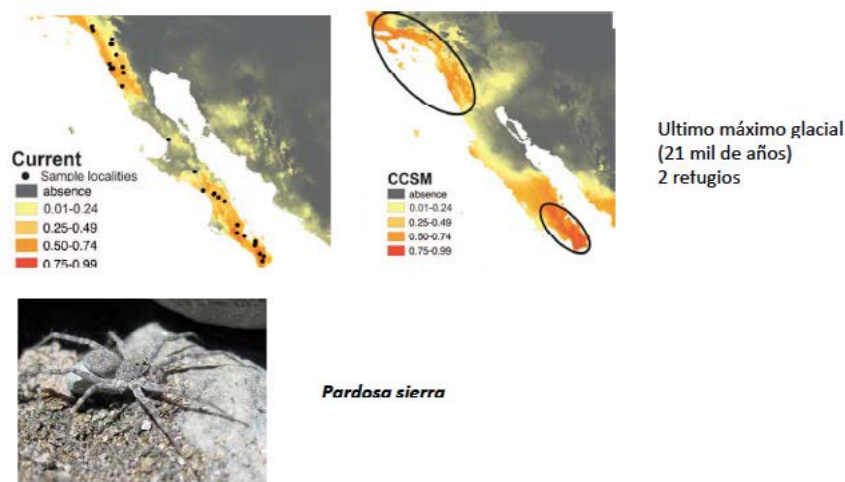 Current
Sample localities
absence
0.01-0.24
0.25-0.49
0.50-0.74
0.75-0.99
CCSM
absence
0.01-0.24
0.25-0.49
0.50-0.74
0.75-0.99
Ultimo máximo glacial
(21 mil de años)
2 refugios
Pardosa sierra